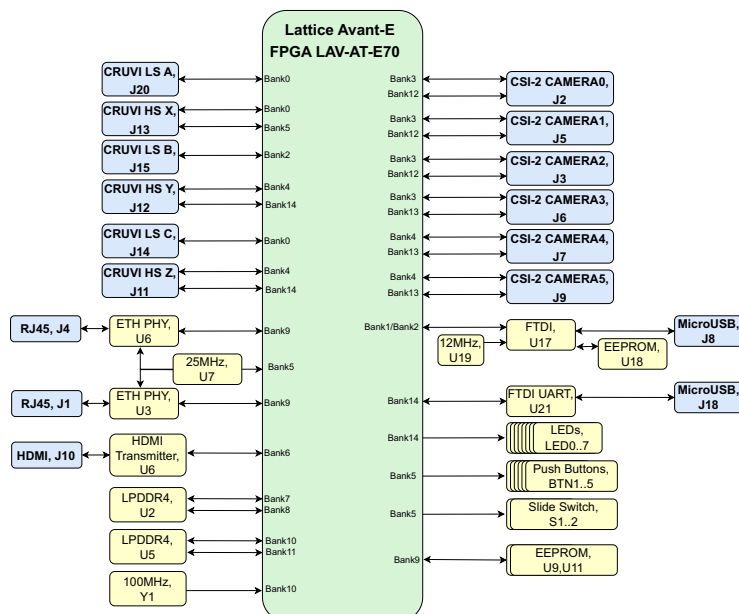 Lattice Avant-E
FPGA LAV-AT-E70
CRUVI LS A,
J20
Bank0
CRUVI HS X,
J13
Bank0
Bank5
CRUVI LS B,
J15
Bank2
CRUVI HS Y,
J12
Bank4
Bank14
CRUVI LS C,
J14
Bank0
CRUVI HS Z,
J11
Bank4
Bank14
RJ45, J4
ETH PHY,
U6
Bank9
25MHz,
U7
Bank5
RJ45, J1
ETH PHY,
U3
Bank9
HDMI, J10
HDMI
Transmitter,
U6
Bank6
LPDDR4,
U2
Bank7
Bank8
LPDDR4,
U5
Bank10
Bank11
100MHz,
Y1
Bank10
Bank3
Bank12
CSI-2 CAMERA0,
J2
Bank3
Bank12
CSI-2 CAMERA1,
J5
Bank3
Bank12
CSI-2 CAMERA2,
J3
Bank3
Bank13
CSI-2 CAMERA3,
J6
Bank4
Bank13
CSI-2 CAMERA4,
J7
Bank4
Bank13
CSI-2 CAMERA5,
J9
Bank1/Bank2
12MHz,
U19
FTDI,
U17
EEPROM,
U18
MicroUSB,
J8
Bank14
FTDI UART,
U21
MicroUSB,
J18
Bank14
LEDs,
LED0..7
Bank5
Push Buttons,
BTN1..5
Bank5
Slide Switch,
S1..2
Bank9
EEPROM,
U9,U11